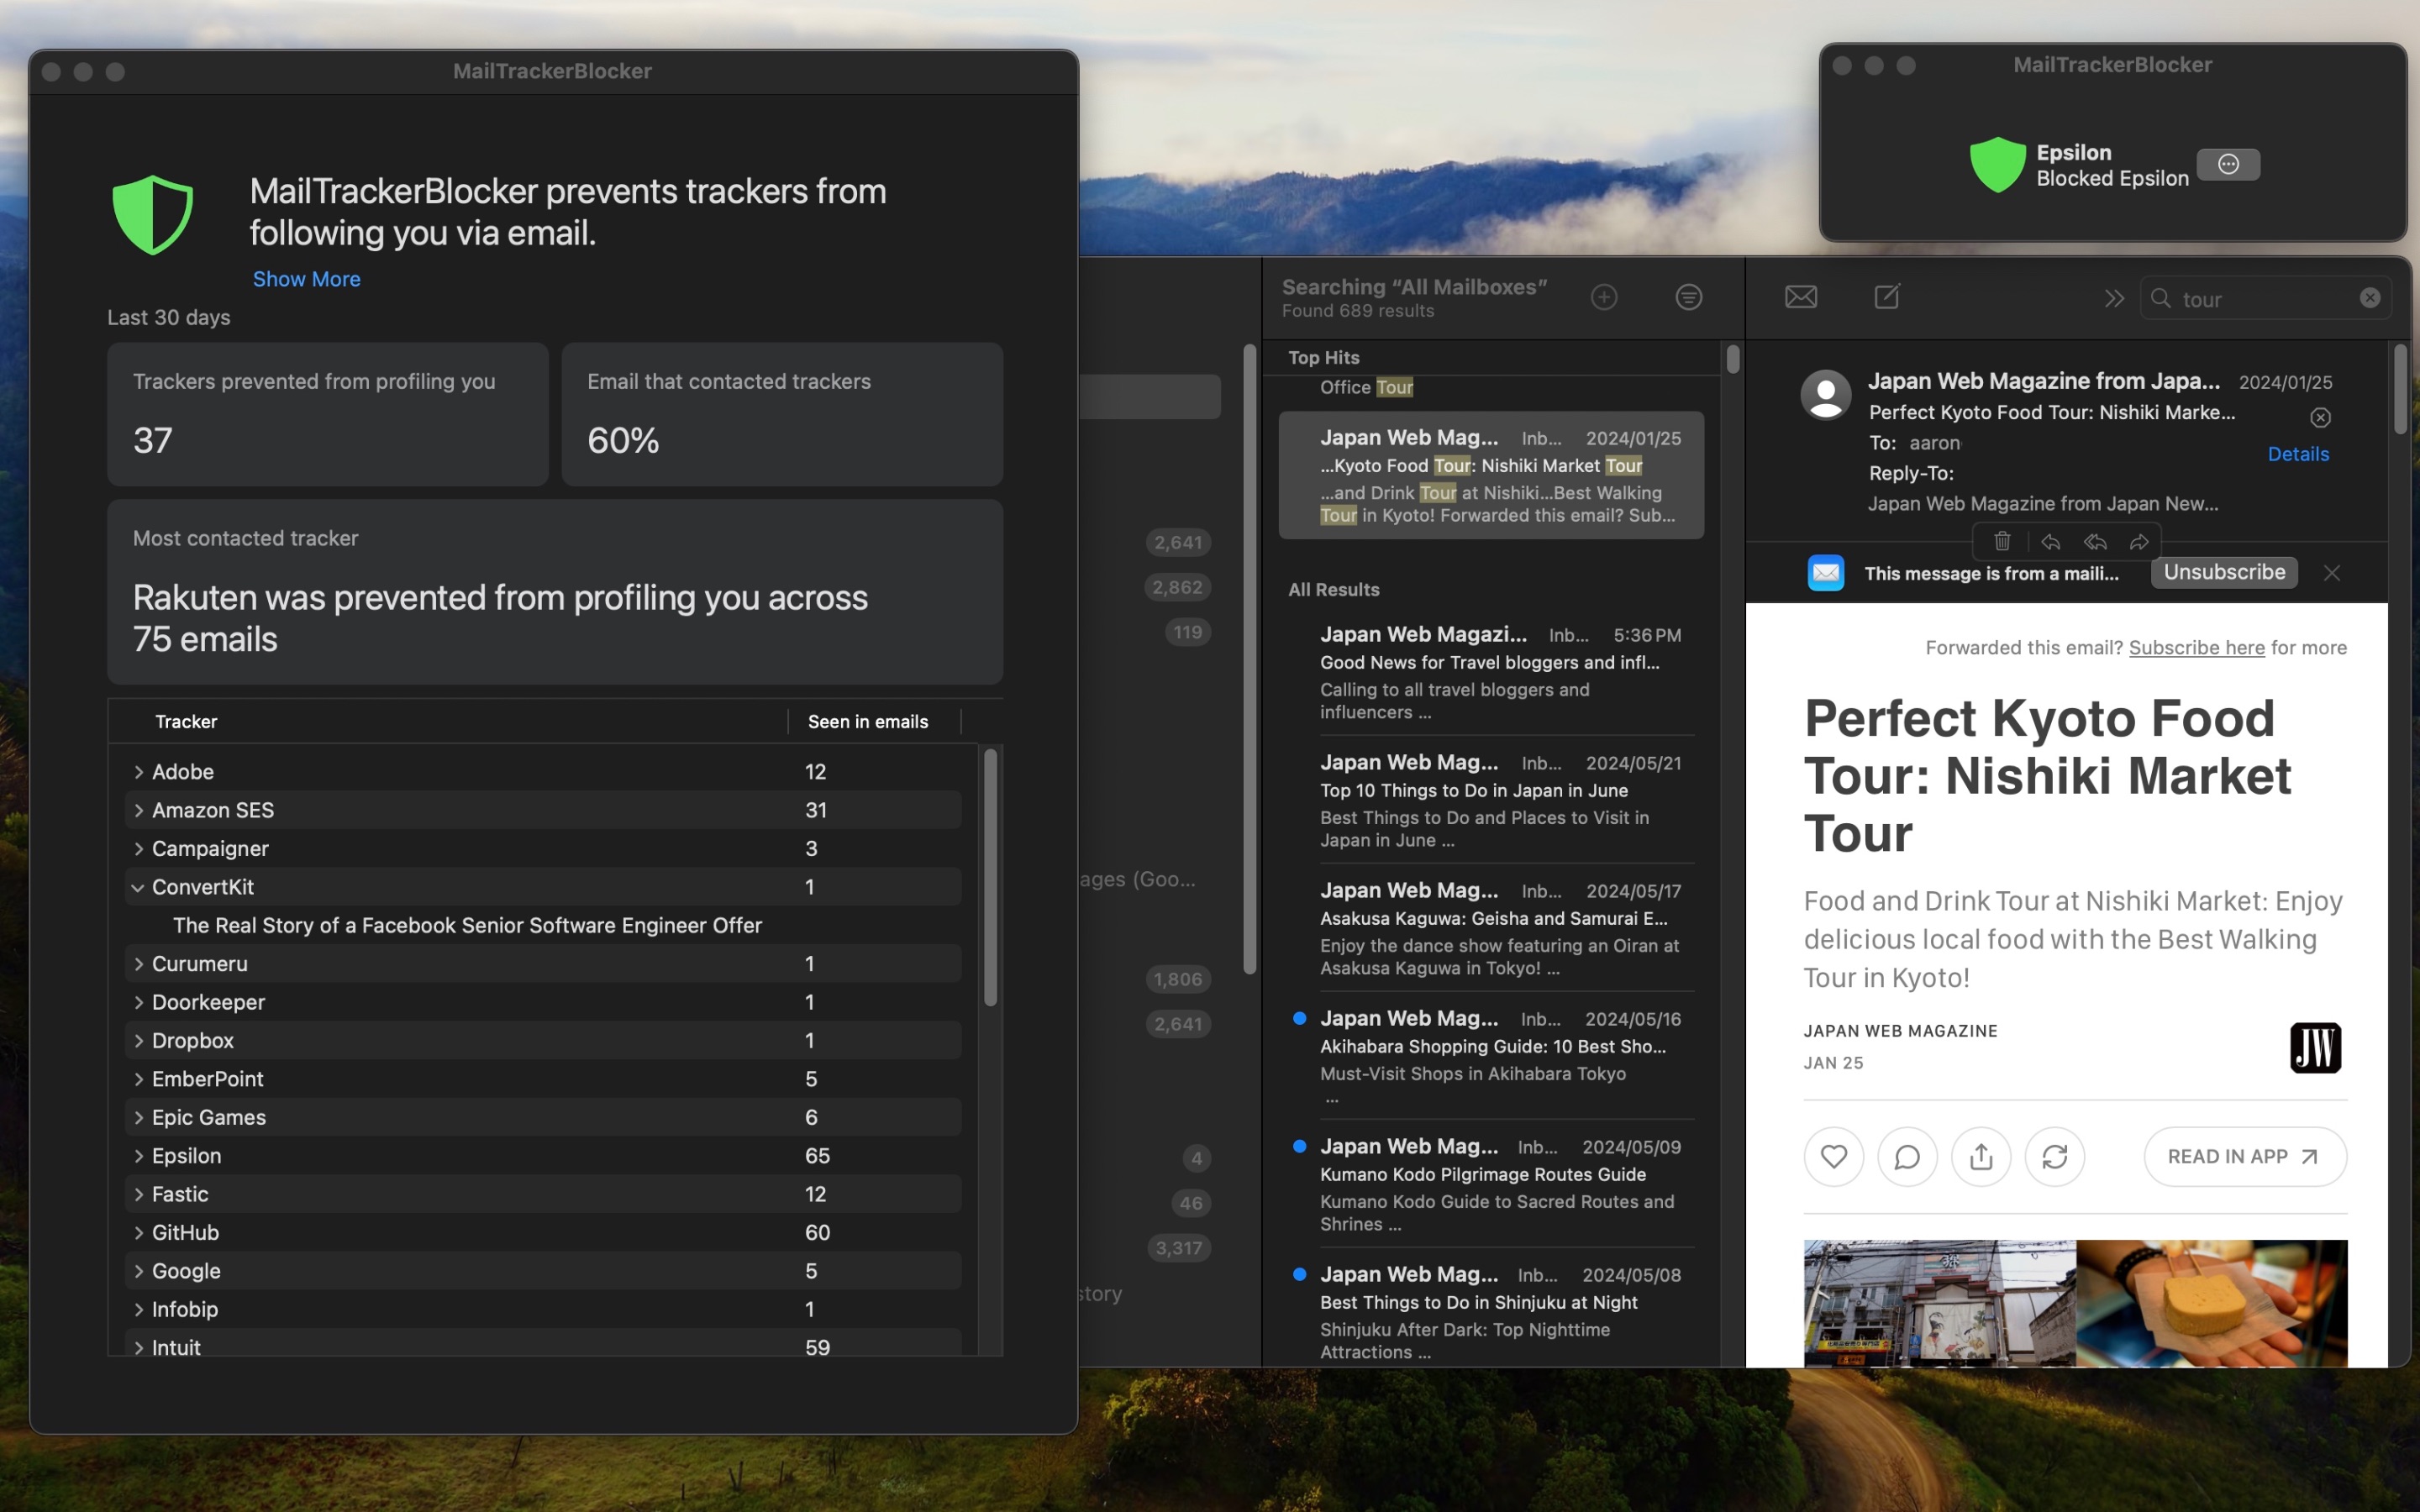 MailTrackerBlocker
MailTrackerBlocker prevents trackers from
following you via email.
Show More
Last 30 days
Trackers prevented from profiling you
37
Email that contacted trackers
60%
Most contacted tracker
Rakuten was prevented from profiling you across
75 emails
Tracker Seen in emails
Adobe 12
Amazon SES 31
Campaigner 3
ConvertKit 1
The Real Story of a Facebook Senior Software Engineer Offer
Curumeru 1
Doorkeeper 1
Dropbox 1
EmberPoint 5
Epic Games 6
Epsilon 65
Fastic 12
GitHub 60
Google 5
Infobip 1
Intuit 59
2,641
2,862
119
ages (Goo...
1,806
2,641
4
46
3,317
story
Searching “All Mailboxes”
Found 689 results
Top Hits
Office Tour
Japan Web Mag... Inb... 2024/01/25
...Kyoto Food Tour: Nishiki Market Tour
...and Drink Tour at Nishiki...Best Walking
Tour in Kyoto! Forwarded this email? Sub...
All Results
Japan Web Magazi... Inb... 5:36 PM
Good News for Travel bloggers and infl...
Calling to all travel bloggers and
influencers ...
Japan Web Mag... Inb... 2024/05/21
Top 10 Things to Do in Japan in June
Best Things to Do and Places to Visit in
Japan in June ...
Japan Web Mag... Inb... 2024/05/17
Asakusa Kaguwa: Geisha and Samurai E...
Enjoy the dance show featuring an Oiran at
Asakusa Kaguwa in Tokyo! ...
Japan Web Mag... Inb... 2024/05/16
Akihabara Shopping Guide: 10 Best Sho...
Must-Visit Shops in Akihabara Tokyo
...
Japan Web Mag... Inb... 2024/05/09
Kumano Kodo Pilgrimage Routes Guide
Kumano Kodo Guide to Sacred Routes and
Shrines ...
Japan Web Mag... Inb... 2024/05/08
Best Things to Do in Shinjuku at Night
Shinjuku After Dark: Top Nighttime
Attractions ...
MailTrackerBlocker
Epsilon
Blocked Epsilon
tour
Japan Web Magazine from Japa... 2024/01/25
Perfect Kyoto Food Tour: Nishiki Marke...
To: aaron
Details
Reply-To:
Japan Web Magazine from Japan New...
This message is from a maili... Unsubscribe
Forwarded this email? Subscribe here for more
Perfect Kyoto Food
Tour: Nishiki Market
Tour
Food and Drink Tour at Nishiki Market: Enjoy
delicious local food with the Best Walking
Tour in Kyoto!
JAPAN WEB MAGAZINE
JAN 25
JW
READ IN APP